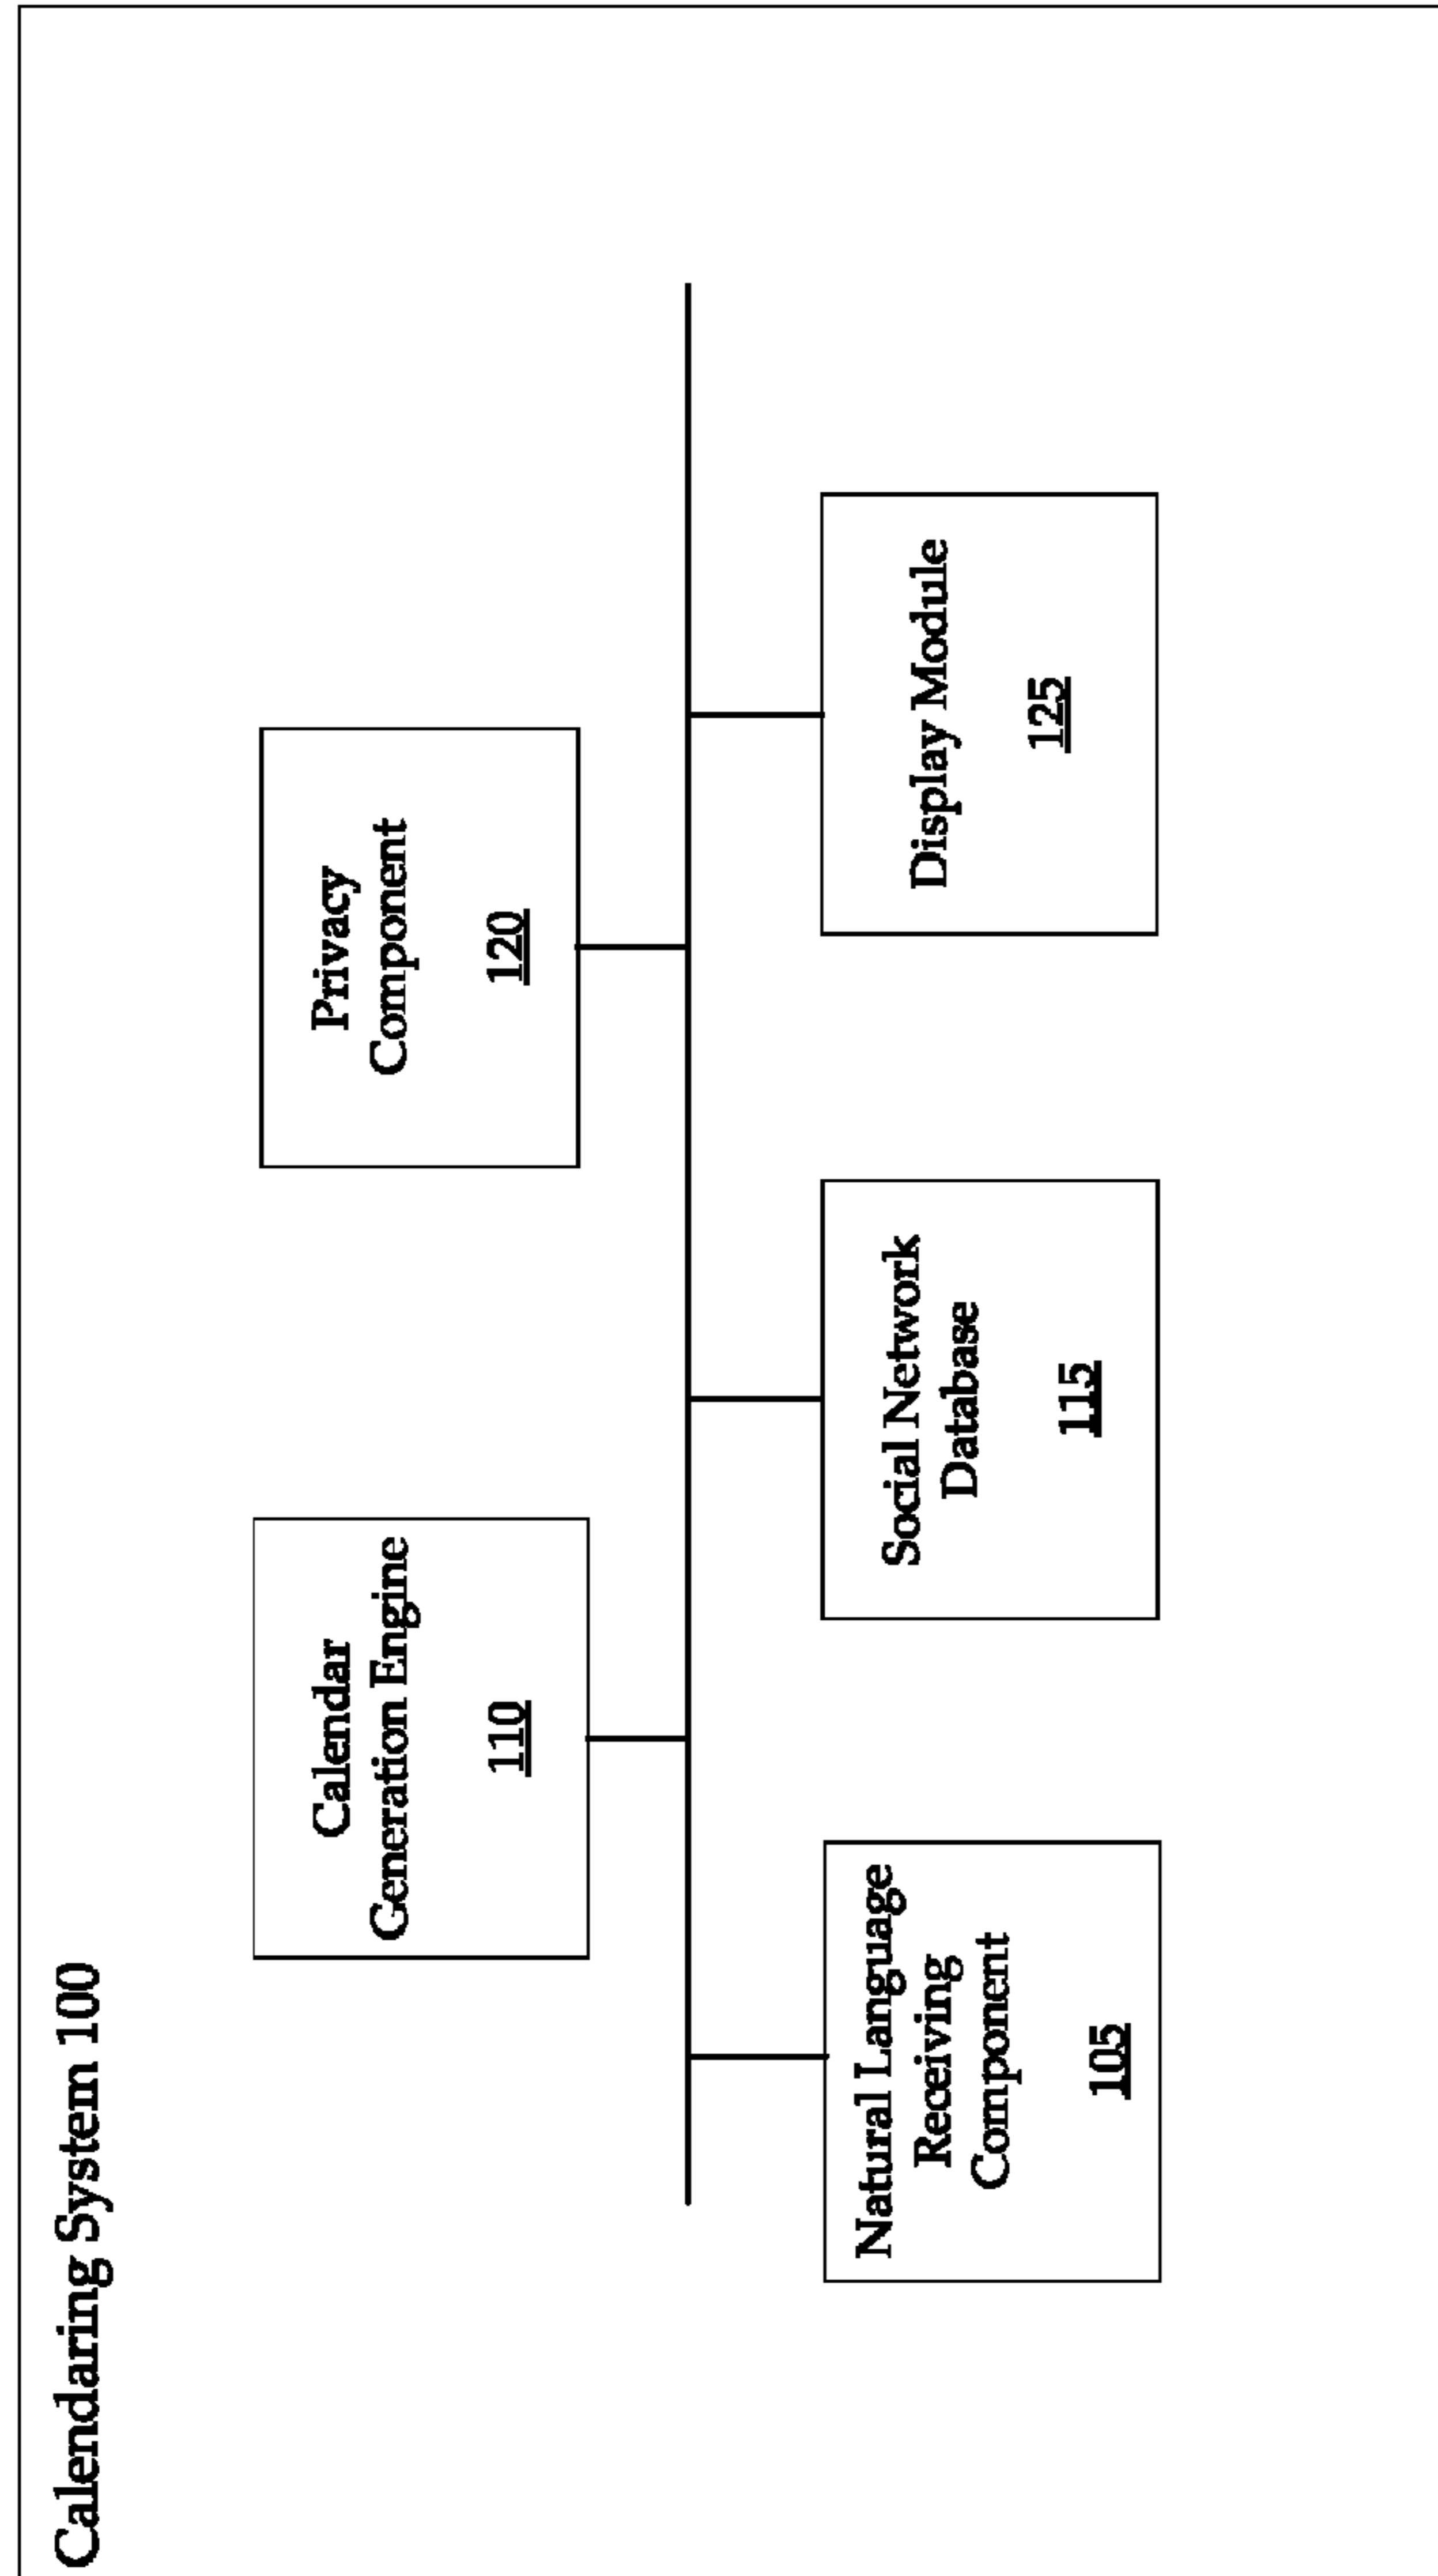 Calendaring System 100
Calendar
Generation Engine
110
Privacy
Component
120
Natural Language
Receiving
Component
105
Social Network
Database
115
Display Module
125